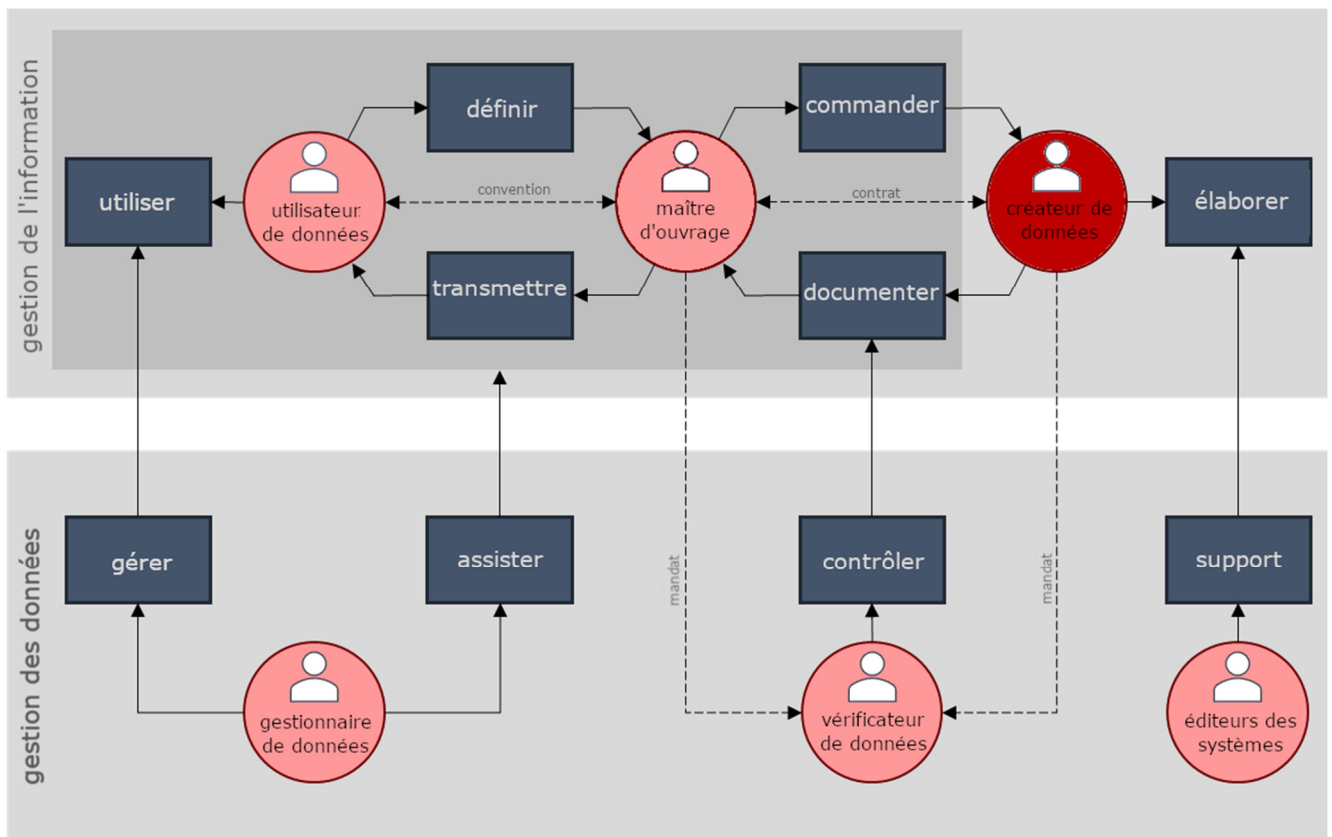 gestion de l'information
définir
commander
utiliser
utilisateur
de données
convention
maître
d'ouvrage
contrat
créateur de
données
élaborer
transmettre
documenter
gestion des données
gérer
assister
mandat
contrôler
mandat
support
gestionnaire
de données
vérificateur
de données
éditeurs des
systèmes